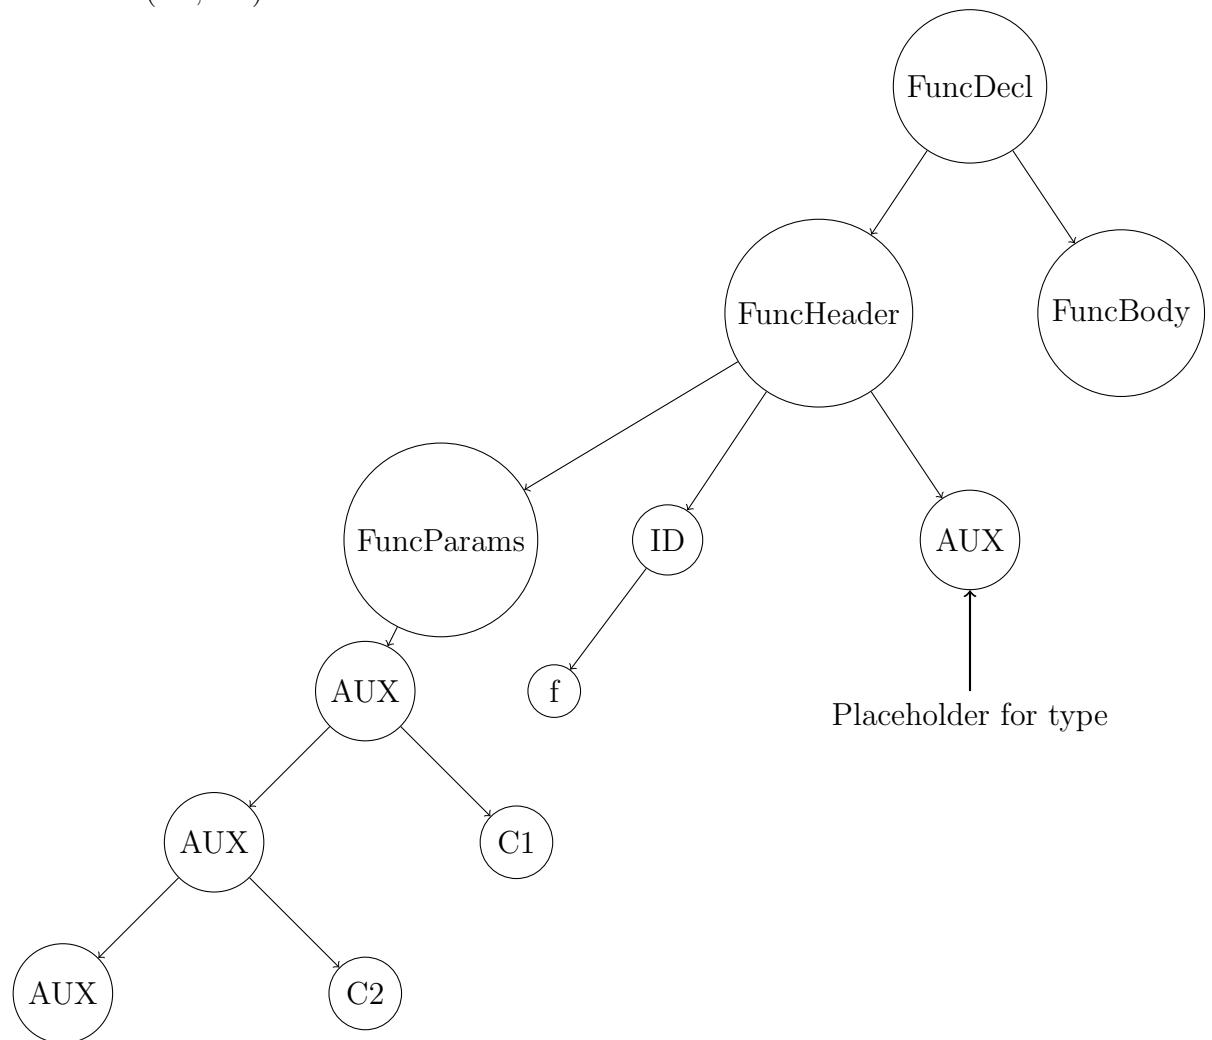 FuncDecl
FuncHeader
FuncBody
FuncParams
ID
AUX
AUX
f
Placeholder for type
AUX
C1
AUX
C2